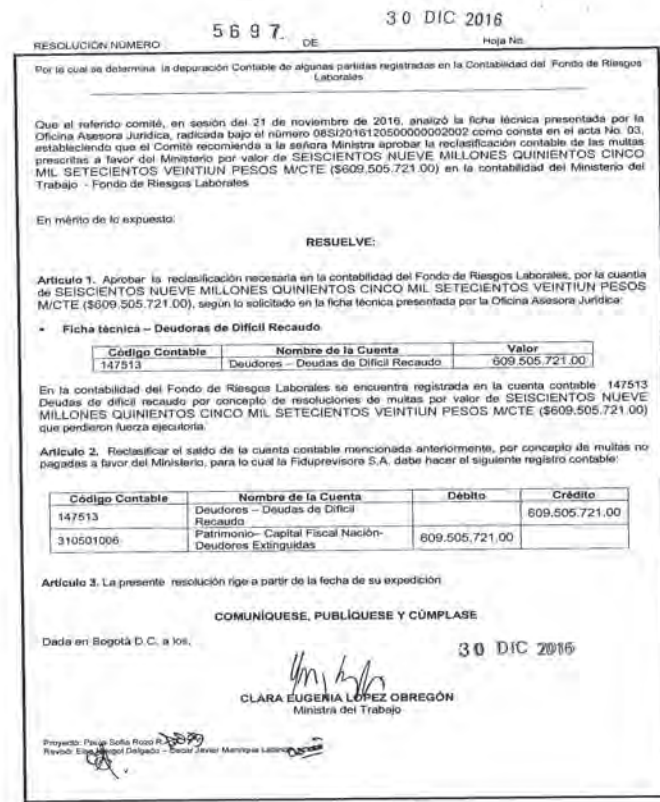 RESOLUCIÓN NÚMERO 5697. DE 30 DIC 2016 Hoja No.
Por la cual se determina la depuración Contable de algunas partidas registradas en la Contabilidad del Fondo de Riesgos
Laborales
Que el referido comité, en sesión del 21 de noviembre de 2016, analizó la ficha técnica presentada por la
Oficina Asesora Jurídica, radicada bajo el número 08SI2016120500000002002 como consta en el acta No. 03,
estableciendo que el Comité recomienda a la señora Ministra aprobar la reclasificación contable de las multas
prescritas a favor del Ministerio por valor de SEISCIENTOS NUEVE MILLONES QUINIENTOS CINCO
MIL SETECIENTOS VEINTIUN PESOS M/CTE ($609.505.721.00) en la contabilidad del Ministerio del
Trabajo - Fondo de Riesgos Laborales
En mérito de lo expuesto:
RESUELVE:
Artículo 1. Aprobar la reclasificación necesaria en la contabilidad del Fondo de Riesgos Laborales, por la cuantía
de SEISCIENTOS NUEVE MILLONES QUINIENTOS CINCO MIL SETECIENTOS VEINTIUN PESOS
M/CTE ($609.505.721.00), según lo solicitado en la ficha técnica presentada por la Oficina Asesora Jurídica:
• Ficha técnica – Deudoras de Difícil Recaudo
Código Contable Nombre de la Cuenta Valor
147513 Deudores – Deudas de Difícil Recaudo 609.505.721.00
En la contabilidad del Fondo de Riesgos Laborales se encuentra registrada en la cuenta contable 147513
Deudas de difícil recaudo por concepto de resoluciones de multas por valor de SEISCIENTOS NUEVE
MILLONES QUINIENTOS CINCO MIL SETECIENTOS VEINTIUN PESOS M/CTE ($609.505.721.00)
que perdieron fuerza ejecutoria.
Artículo 2. Reclasificar el saldo de la cuenta contable mencionada anteriormente, por concepto de multas no
pagadas a favor del Ministerio, para lo cual la Fiduprevisora S.A. debe hacer el siguiente registro contable:
Código Contable Nombre de la Cuenta Débito Crédito
147513 Deudores – Deudas de Difícil Recaudo 609.505.721.00
310501006 Patrimonio– Capital Fiscal Nación- Deudores Extinguidas 609.505.721.00
Artículo 3. La presente resolución rige a partir de la fecha de su expedición
COMUNÍQUESE, PUBLÍQUESE Y CÚMPLASE
Dada en Bogotá D.C. a los, 30 DIC 2016
CLARA EUGENIA LÓPEZ OBREGÓN
Ministra del Trabajo
Proyectó: Paula Sofía Rozo R.
Revisó: Delgado – Javier Manrique